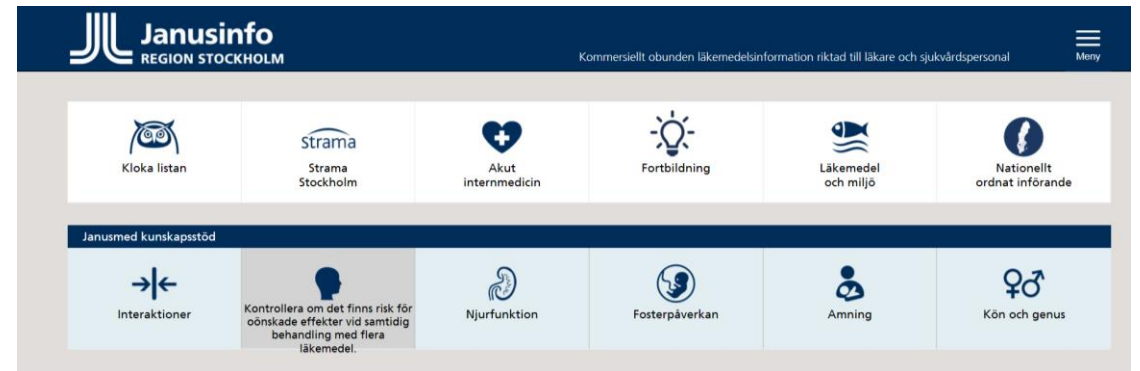 Janusinfo
REGION STOCKHOLM
Kommersiellt obunden läkemedelsinformation riktad till läkare och sjukvårdspersonal
Meny
Kloka listan
strama
Strama
Stockholm
Akut
internmedicin
Fortbildning
Läkemedel
och miljö
Nationellt
ordnat införande
Janusmed kunskapsstöd
Interaktioner
Kontrollera om det finns risk för
oönskade effekter vid samtidig
behandling med flera
läkemedel.
Njurfunktion
Fosterpåverkan
Amning
Kön och genus